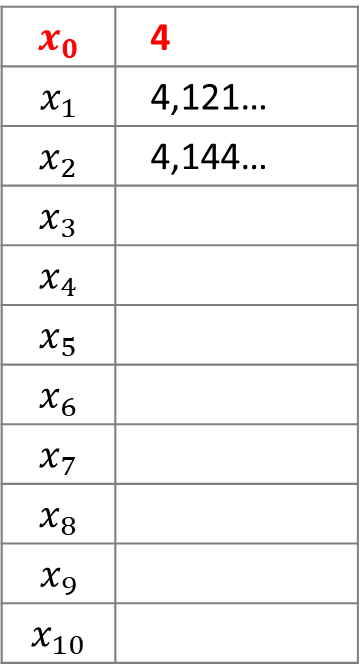 x₀ 4
x₁ 4,121...
x₂ 4,144...
x₃
x₄
x₅
x₆
x₇
x₈
x₉
x₁₀